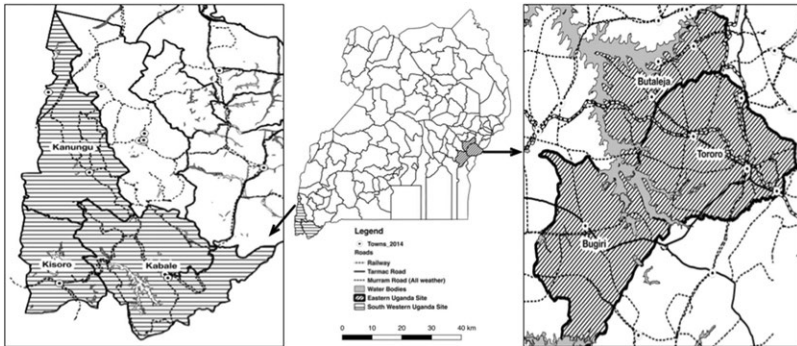 Kanungu
Kisoro
Kabale
Legend
Towns_2014
Roads
Railway
Tarmac Road
Murram Road (All weather)
Water Bodies
Eastern Uganda Site
South Western Uganda Site
0 10 20 30 40 km
Butaleja
Tororo
Bugiri